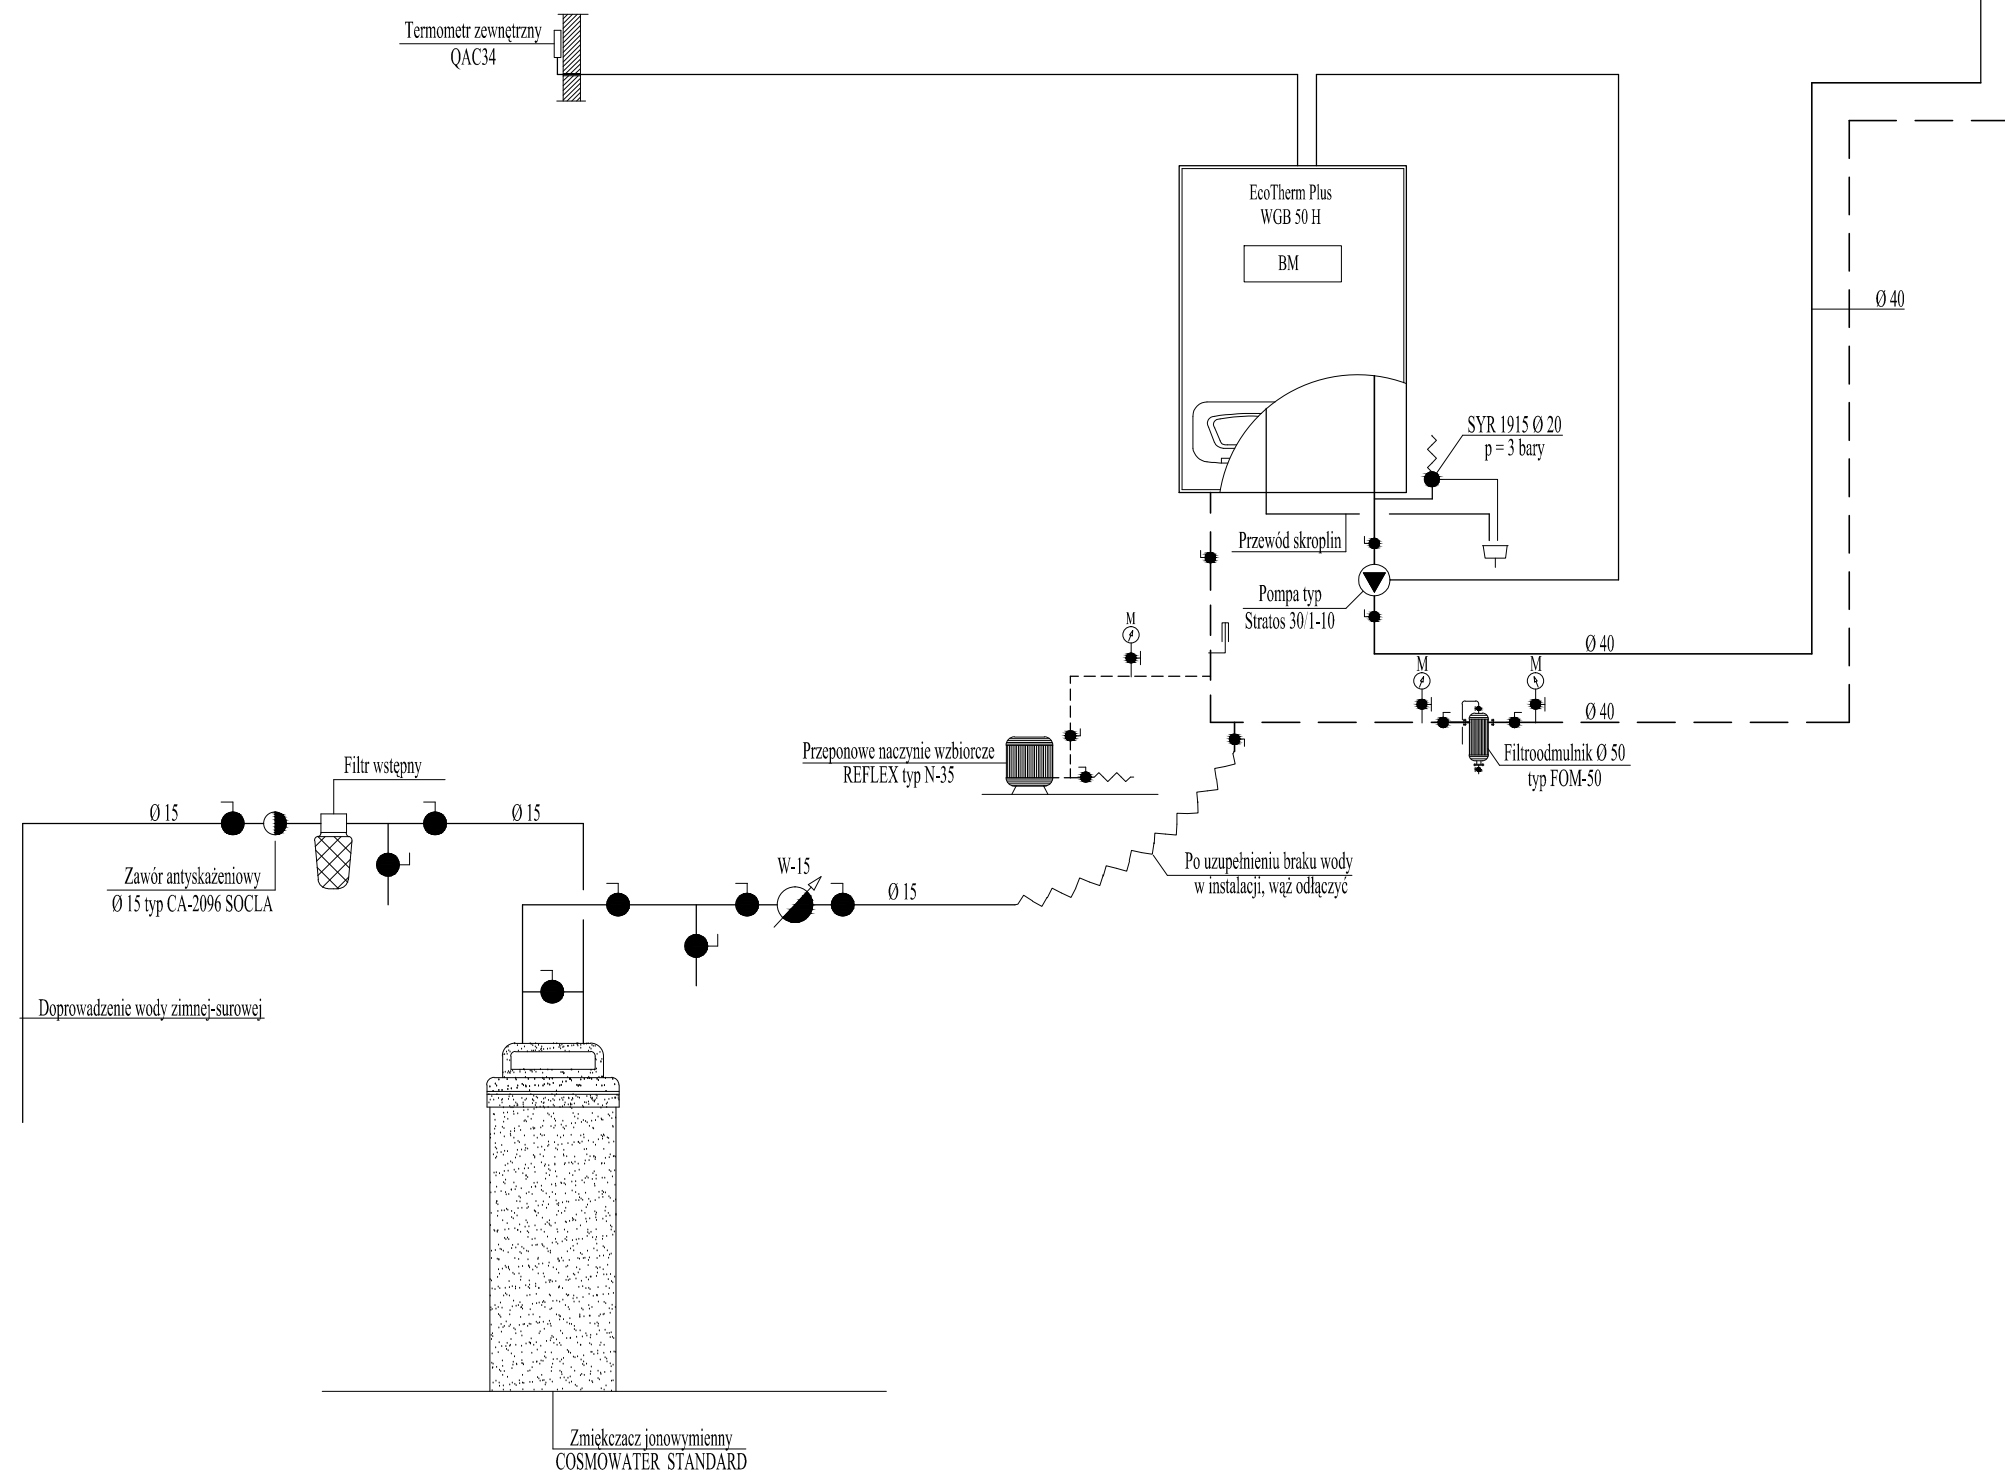 Termometr zewnętrzny
QAC34
EcoTherm Plus
WGB 50 H
BM
Ø 40
SYR 1915 Ø 20
p = 3 bary
Przewód skroplin
Pompa typ
Stratos 30/1-10
M
Ø 40
M
M
Ø 40
Przeponowe naczynie wzbiorcze
REFLEX typ N-35
Filtroodmulnik Ø 50
typ FOM-50
Filtr wstępny
Ø 15
Ø 15
Zawór antyskażeniowy
Ø 15 typ CA-2096 SOCLA
W-15
Ø 15
Po uzupełnieniu braku wody
w instalacji, wąż odłączyć
Doprowadzenie wody zimnej-surowej
Zmiękczacz jonowymienny
COSMOWATER STANDARD